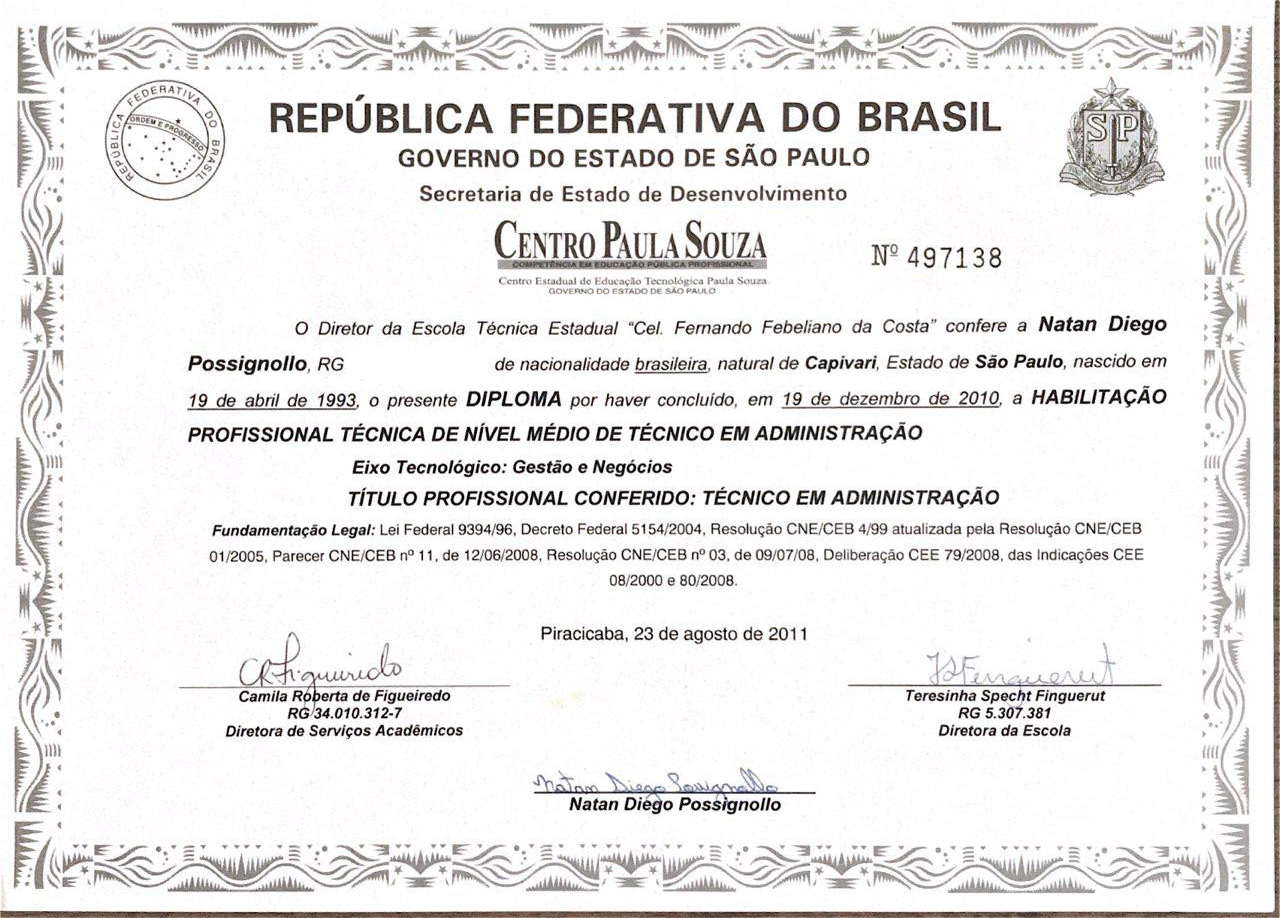 REPÚBLICA FEDERATIVA DO BRASIL
ORDEM E PROGRESSO
REPÚBLICA FEDERATIVA DO BRASIL
GOVERNO DO ESTADO DE SÃO PAULO
Secretaria de Estado de Desenvolvimento
SP
CENTRO PAULA SOUZA
COMPETÊNCIA EM EDUCAÇÃO PÚBLICA PROFISSIONAL
Centro Estadual de Educação Tecnológica Paula Souza
GOVERNO DO ESTADO DE SÃO PAULO
Nº 497138
O Diretor da Escola Técnica Estadual “Cel. Fernando Febeliano da Costa” confere a Natan Diego
Possignollo, RG de nacionalidade brasileira, natural de Capivari, Estado de São Paulo, nascido em
19 de abril de 1993, o presente DIPLOMA por haver concluído, em 19 de dezembro de 2010, a HABILITAÇÃO
PROFISSIONAL TÉCNICA DE NÍVEL MÉDIO DE TÉCNICO EM ADMINISTRAÇÃO
Eixo Tecnológico: Gestão e Negócios
TÍTULO PROFISSIONAL CONFERIDO: TÉCNICO EM ADMINISTRAÇÃO
Fundamentação Legal: Lei Federal 9394/96, Decreto Federal 5154/2004, Resolução CNE/CEB 4/99 atualizada pela Resolução CNE/CEB
01/2005, Parecer CNE/CEB nº 11, de 12/06/2008, Resolução CNE/CEB nº 03, de 09/07/08, Deliberação CEE 79/2008, das Indicações CEE
08/2000 e 80/2008.
Piracicaba, 23 de agosto de 2011
CRFigueiredo
Camila Roberta de Figueiredo
RG 34.010.312-7
Diretora de Serviços Acadêmicos
TSFinguerut
Teresinha Specht Finguerut
RG 5.307.381
Diretora da Escola
Natan Diego Possignollo
Natan Diego Possignollo